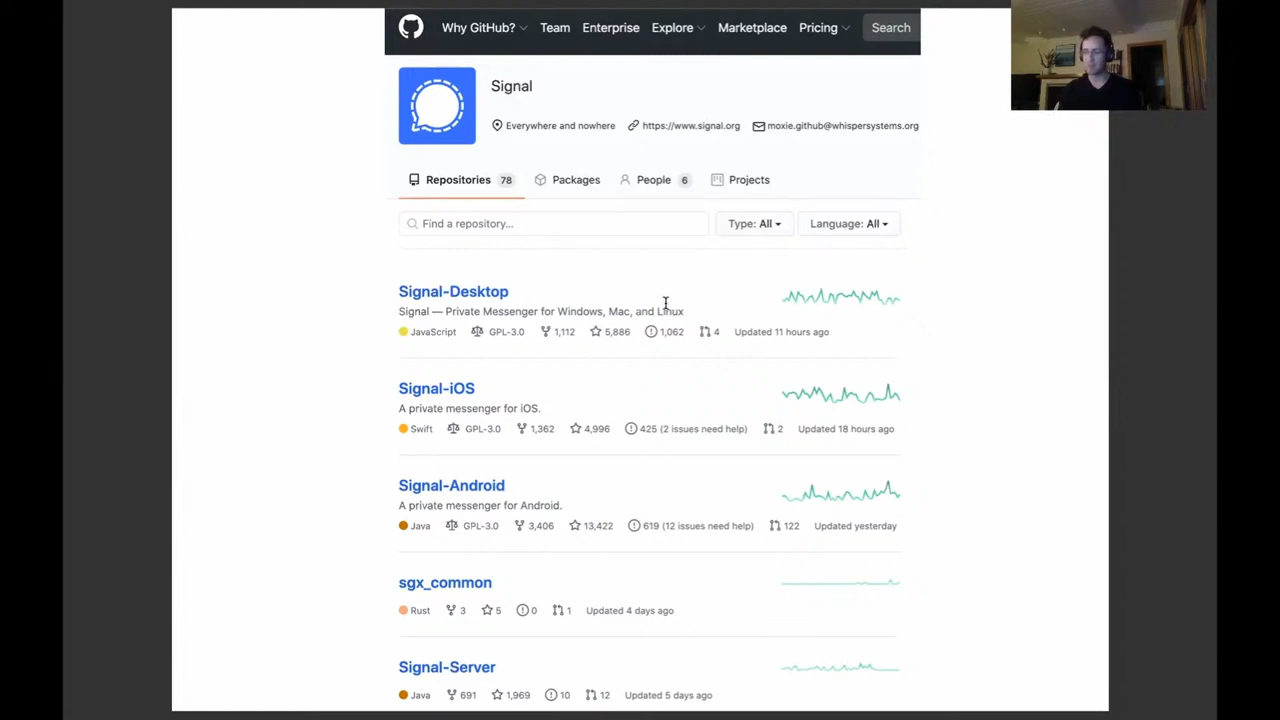 Why GitHub? Team Enterprise Explore Marketplace Pricing Search
Signal
Everywhere and nowhere https://www.signal.org moxie.github@whispersystems.org
Repositories 78 Packages People 6 Projects
Find a repository... Type: All Language: All
Signal-Desktop
Signal — Private Messenger for Windows, Mac, and Linux
JavaScript GPL-3.0 1,112 5,886 1,062 4 Updated 11 hours ago
Signal-iOS
A private messenger for iOS.
Swift GPL-3.0 1,362 4,996 425 (2 issues need help) 2 Updated 18 hours ago
Signal-Android
A private messenger for Android.
Java GPL-3.0 3,406 13,422 619 (12 issues need help) 122 Updated yesterday
sgx_common
Rust 3 5 0 1 Updated 4 days ago
Signal-Server
Java 691 1,969 10 12 Updated 5 days ago